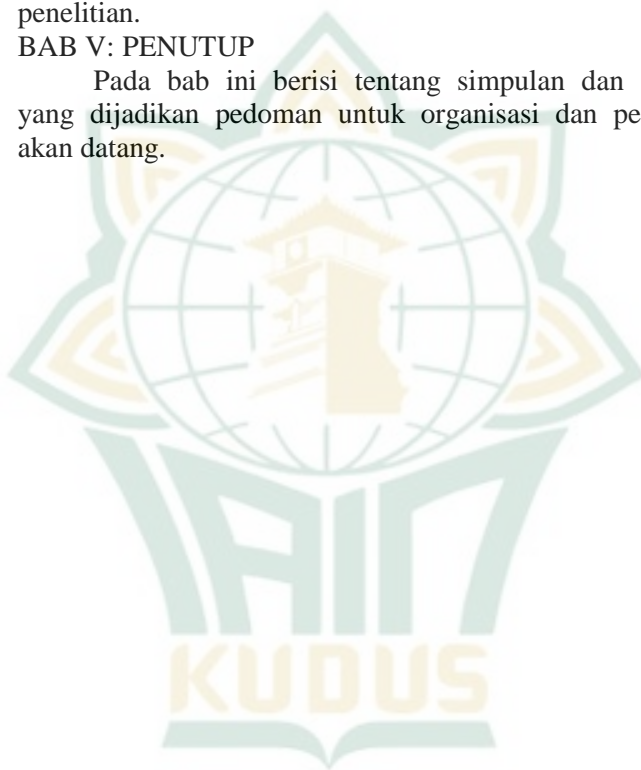 penelitian.
BAB V: PENUTUP
Pada bab ini berisi tentang simpulan dan
yang dijadikan pedoman untuk organisasi dan pe
akan datang.
IAIN
KUDUS